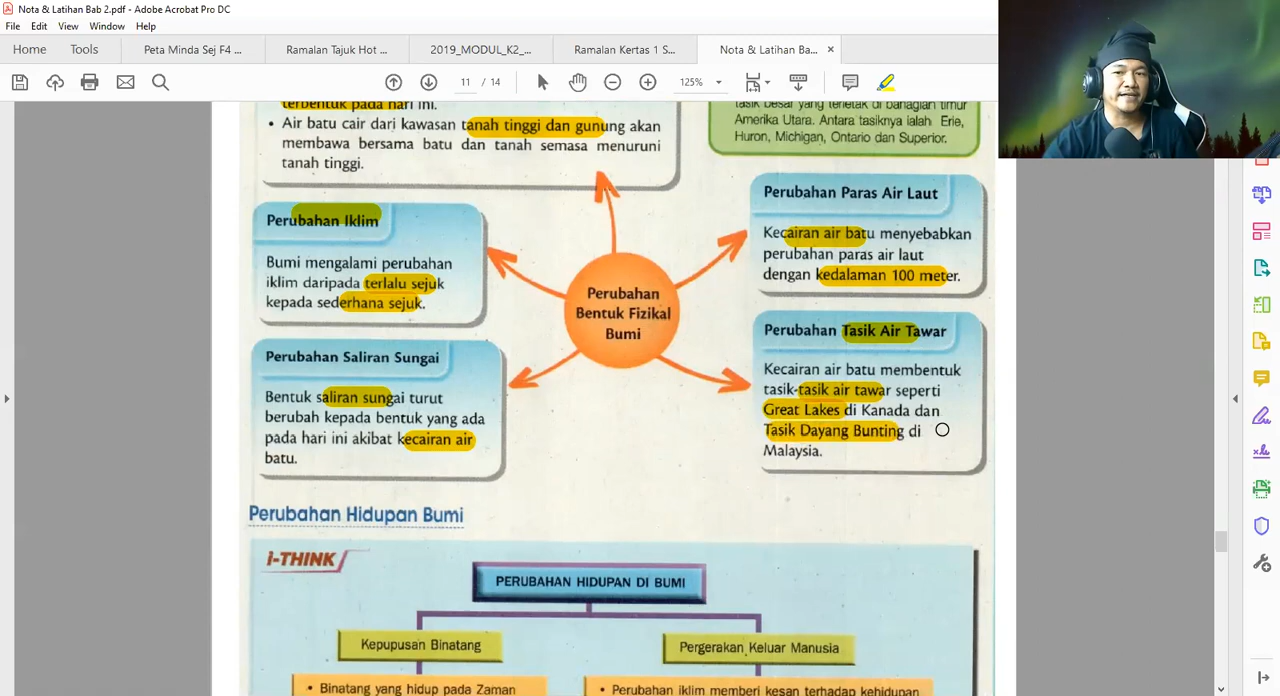 Nota & Latihan Bab 2.pdf - Adobe Acrobat Pro DC
File Edit View Window Help
Home Tools Peta Minda Sej F4 ... Ramalan Tajuk Hot ... 2019_MODUL_K2_... Ramalan Kertas 1 S... Nota & Latihan Ba... ×
11 / 14 125%
terbentuk pada hari ini.
• Air batu cair dari kawasan tanah tinggi dan gunung akan
membawa bersama batu dan tanah semasa menuruni
tanah tinggi.
tasik besar yang terletak di bahagian timur
Amerika Utara. Antara tasiknya ialah Erie,
Huron, Michigan, Ontario dan Superior.
Perubahan Iklim
Bumi mengalami perubahan
iklim daripada terlalu sejuk
kepada sederhana sejuk.
Perubahan Paras Air Laut
Kecairan air batu menyebabkan
perubahan paras air laut
dengan kedalaman 100 meter.
Perubahan
Bentuk Fizikal
Bumi
Perubahan Saliran Sungai
Bentuk saliran sungai turut
berubah kepada bentuk yang ada
pada hari ini akibat kecairan air
batu.
Perubahan Tasik Air Tawar
Kecairan air batu membentuk
tasik-tasik air tawar seperti
Great Lakes di Kanada dan
Tasik Dayang Bunting di
Malaysia.
Perubahan Hidupan Bumi
i-THINK
PERUBAHAN HIDUPAN DI BUMI
Kepupusan Binatang
Pergerakan Keluar Manusia
• Binatang yang hidup pada Zaman
• Perubahan iklim memberi kesan terhadap kehidupan